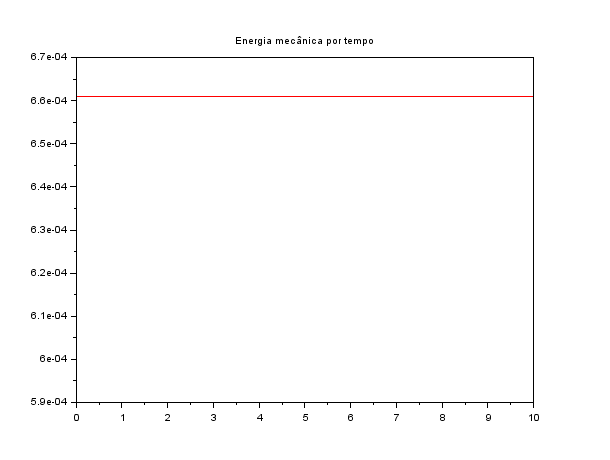 Energia mecânica por tempo
6.7e-04
6.6e-04
6.5e-04
6.4e-04
6.3e-04
6.2e-04
6.1e-04
6e-04
5.9e-04
0 1 2 3 4 5 6 7 8 9 10